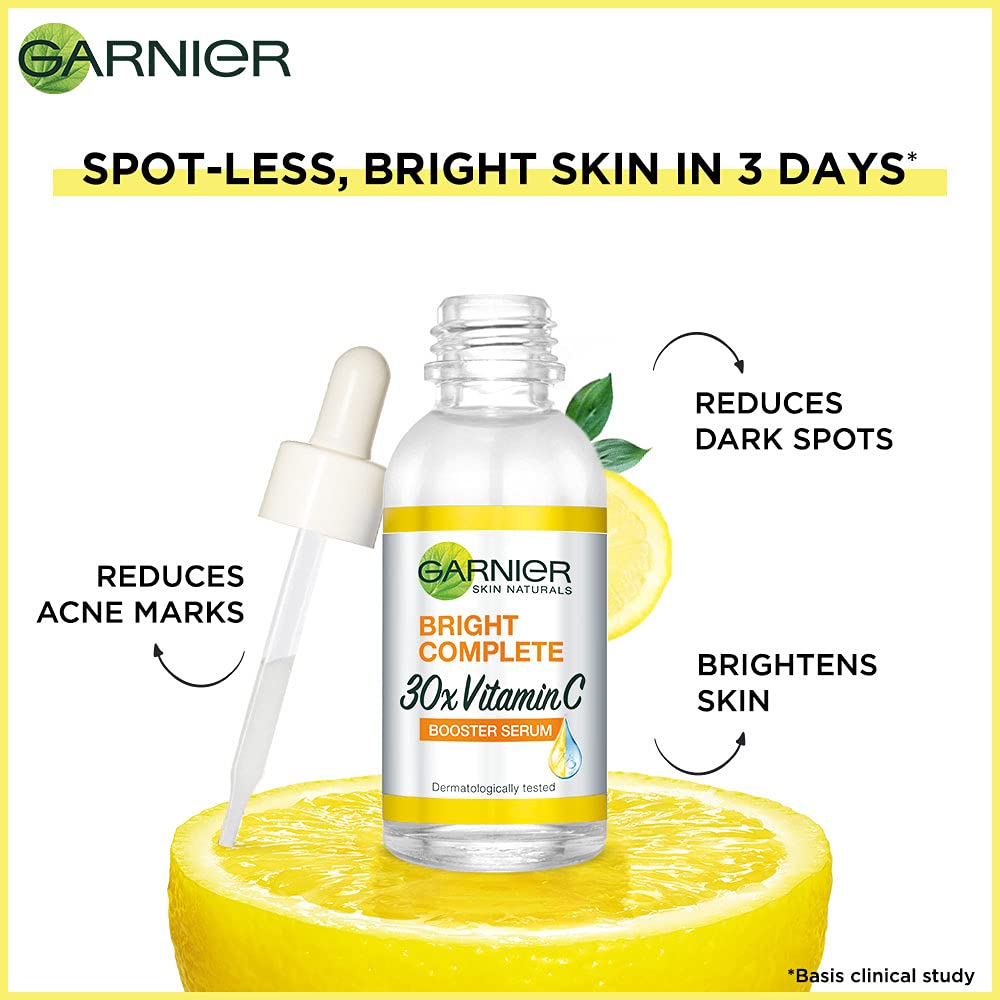 GARNIER
SPOT-LESS, BRIGHT SKIN IN 3 DAYS*
REDUCES
DARK SPOTS
REDUCES
ACNE MARKS
GARNIER
SKIN NATURALS
BRIGHT
COMPLETE
30x Vitamin C
BOOSTER SERUM
Dermatologically tested
BRIGHTENS
SKIN
*Basis clinical study